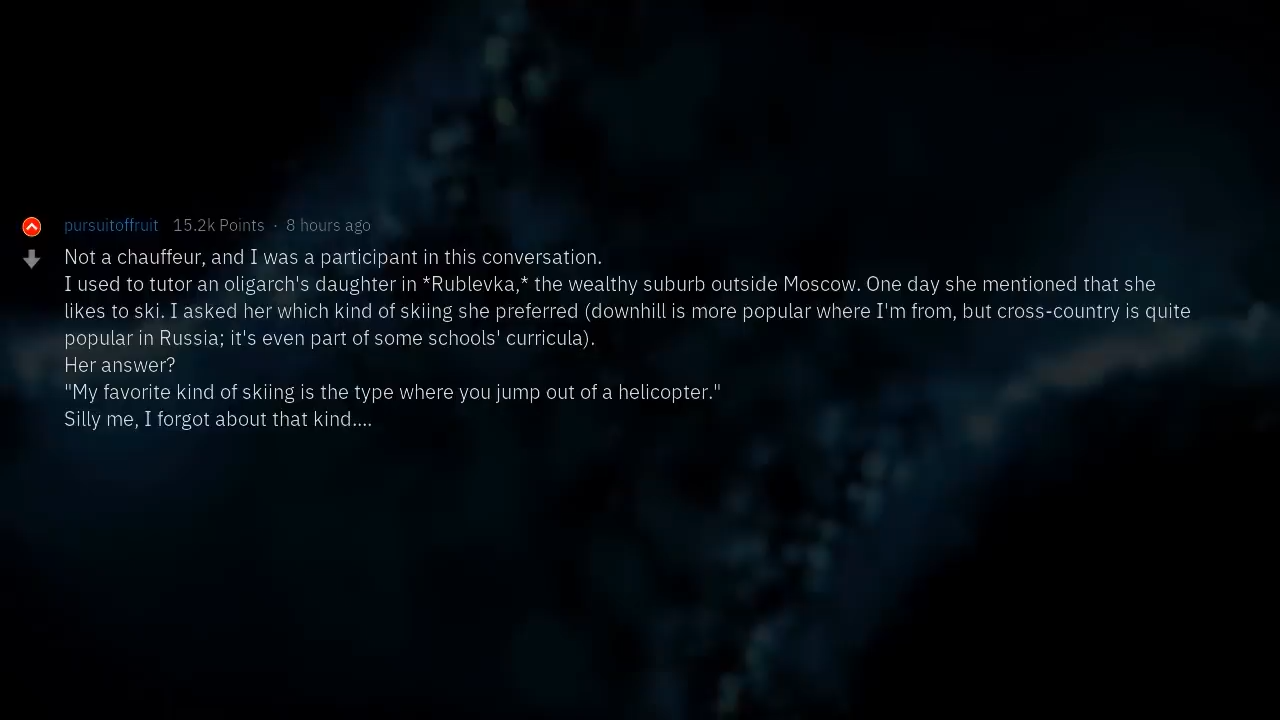 pursuitoffruit 15.2k Points · 8 hours ago
Not a chauffeur, and I was a participant in this conversation.
I used to tutor an oligarch's daughter in *Rublevka,* the wealthy suburb outside Moscow. One day she mentioned that she
likes to ski. I asked her which kind of skiing she preferred (downhill is more popular where I'm from, but cross-country is quite
popular in Russia; it's even part of some schools' curricula).
Her answer?
"My favorite kind of skiing is the type where you jump out of a helicopter."
Silly me, I forgot about that kind....